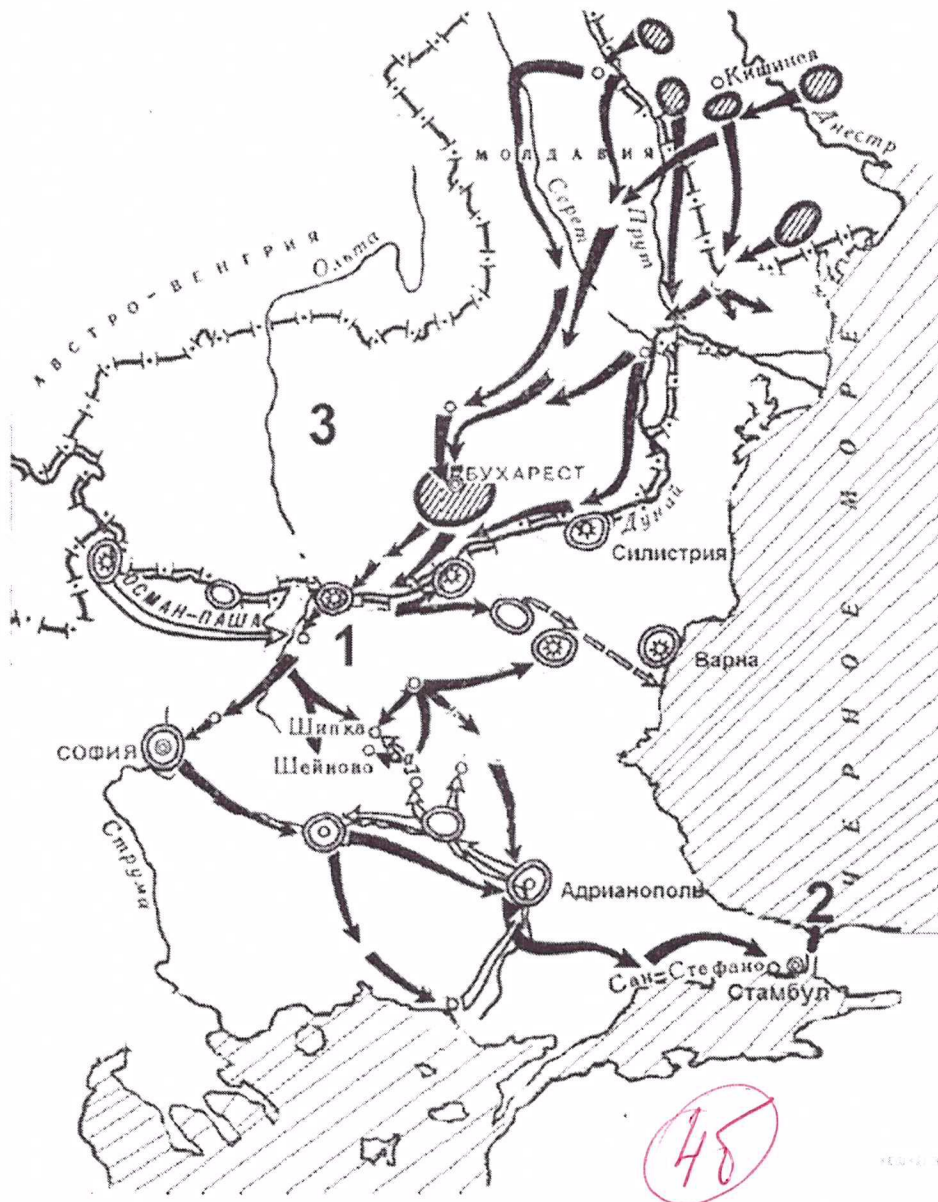 Кишинев
Днестр
МОЛДАВИЯ
Серет
Прут
АВСТРО-ВЕНГРИЯ
Ольта
3
БУХАРЕСТ
Дунай
Силистрия
ОСМАН-ПАША
1
Варна
ЧЕРНОЕ МОРЕ
Шипка
СОФИЯ
Шейново
Струма
Адрианополь
2
Сан-Стефано
Стамбул
4б